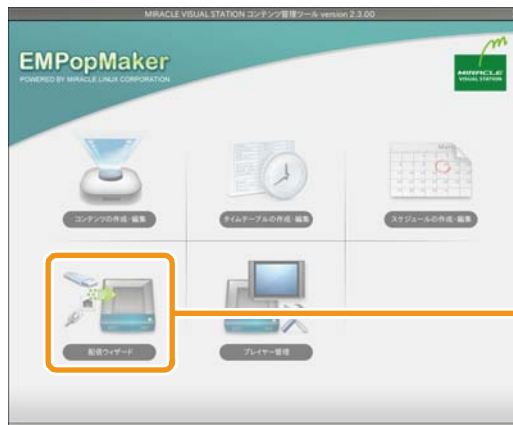 MIRACLE VISUAL STATION コンテンツ管理ツール version 2.3.00
EMPopMaker
POWERED BY MIRACLE LINUX CORPORATION
m
MIRACLE
VISUAL STATION
コンテンツの作成・編集
タイムテーブルの作成・編集
スケジュールの作成・編集
配信ウィザード
プレイヤー管理